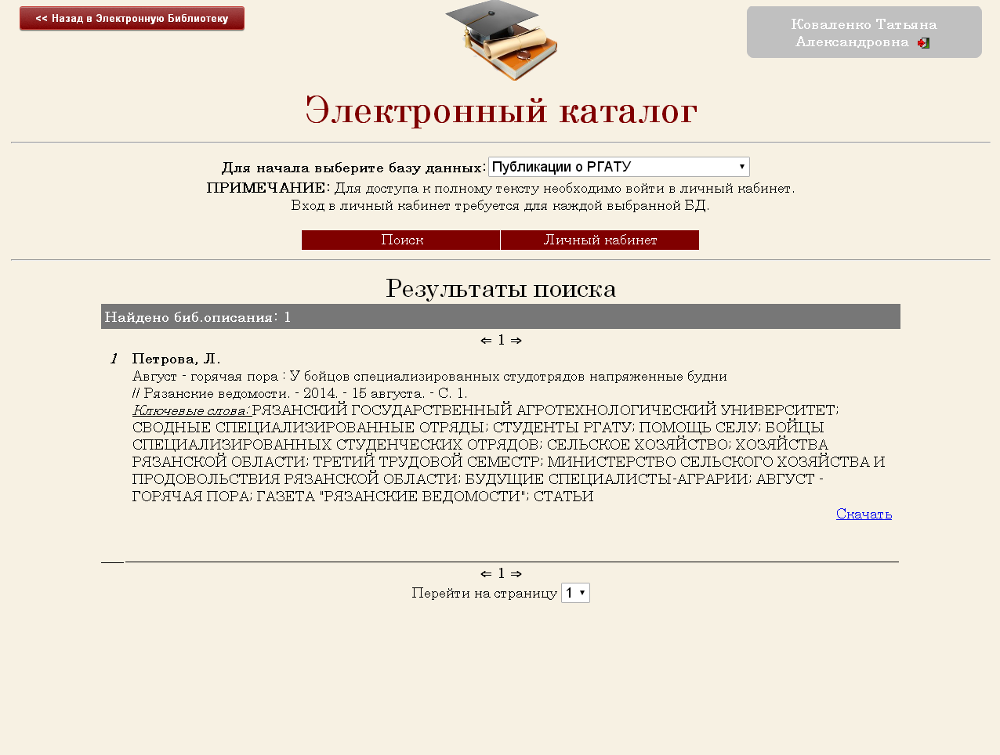 << Назад в Электронную Библиотеку
Коваленко Татьяна
Александровна
Электронный каталог
Для начала выберите базу данных: Публикации о РГАТУ
ПРИМЕЧАНИЕ: Для доступа к полному тексту необходимо войти в личный кабинет.
Вход в личный кабинет требуется для каждой выбранной БД.
Поиск Личный кабинет
Результаты поиска
Найдено биб.описания: 1
⇐ 1 ⇒
1 Петрова, Л.
Август - горячая пора : У бойцов специализированных студотрядов напряженные будни
// Рязанские ведомости. - 2014. - 15 августа. - С. 1.
Ключевые слова: РЯЗАНСКИЙ ГОСУДАРСТВЕННЫЙ АГРОТЕХНОЛОГИЧЕСКИЙ УНИВЕРСИТЕТ;
СВОДНЫЕ СПЕЦИАЛИЗИРОВАННЫЕ ОТРЯДЫ; СТУДЕНТЫ РГАТУ; ПОМОЩЬ СЕЛУ; БОЙЦЫ
СПЕЦИАЛИЗИРОВАННЫХ СТУДЕНЧЕСКИХ ОТРЯДОВ; СЕЛЬСКОЕ ХОЗЯЙСТВО; ХОЗЯЙСТВА
РЯЗАНСКОЙ ОБЛАСТИ; ТРЕТИЙ ТРУДОВОЙ СЕМЕСТР; МИНИСТЕРСТВО СЕЛЬСКОГО ХОЗЯЙСТВА И
ПРОДОВОЛЬСТВИЯ РЯЗАНСКОЙ ОБЛАСТИ; БУДУЩИЕ СПЕЦИАЛИСТЫ-АГРАРИИ; АВГУСТ -
ГОРЯЧАЯ ПОРА; ГАЗЕТА "РЯЗАНСКИЕ ВЕДОМОСТИ"; СТАТЬИ
Скачать
⇐ 1 ⇒
Перейти на страницу 1